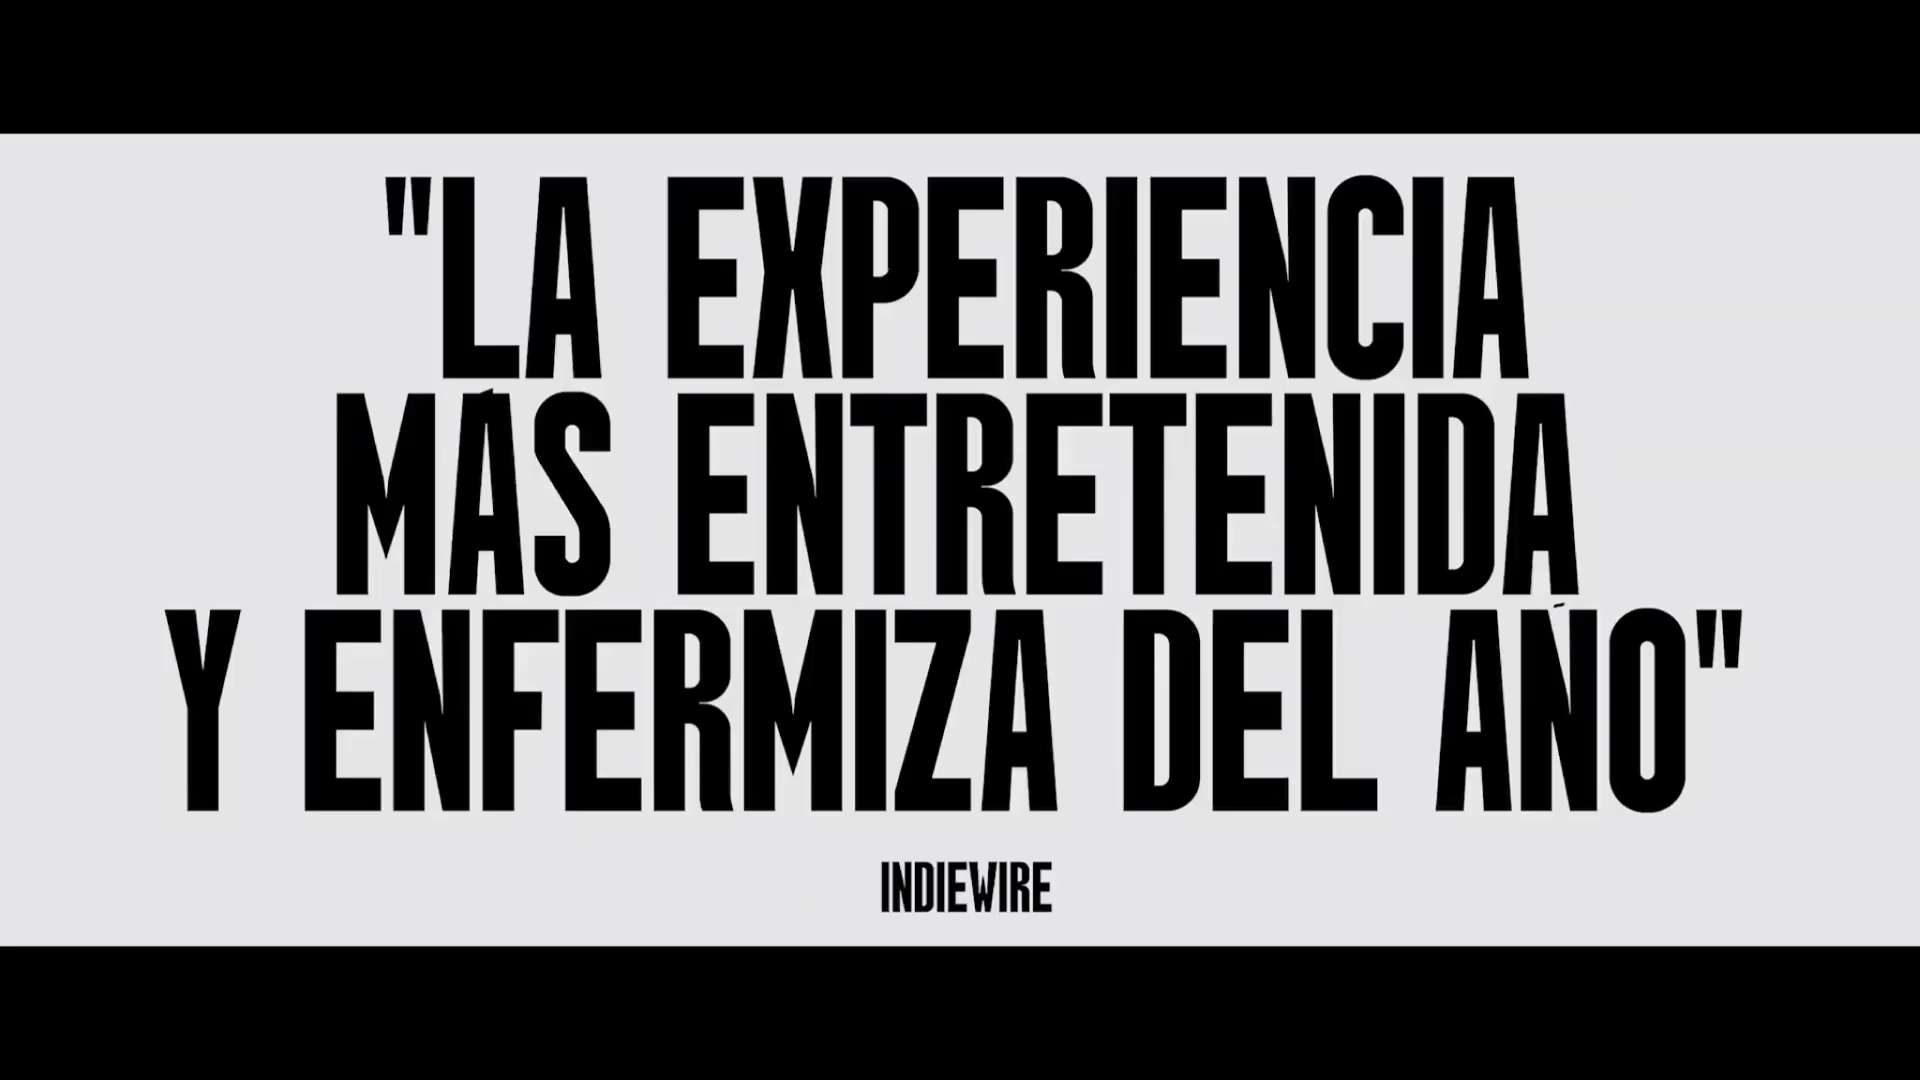 "LA EXPERIENCIA
MÁS ENTRETENIDA
Y ENFERMIZA DEL AÑO"
INDIEWIRE